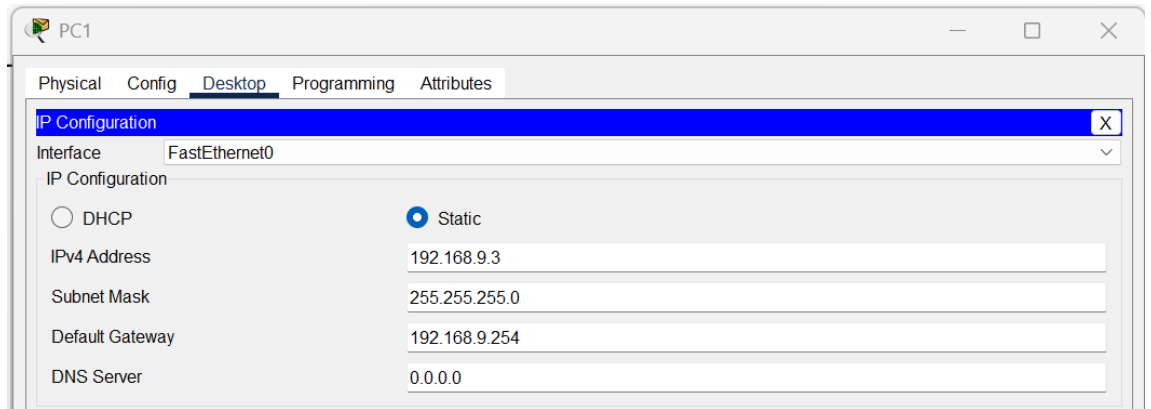 PC1
Physical Config Desktop Programming Attributes
IP Configuration X
Interface FastEthernet0
IP Configuration
DHCP Static
IPv4 Address 192.168.9.3
Subnet Mask 255.255.255.0
Default Gateway 192.168.9.254
DNS Server 0.0.0.0